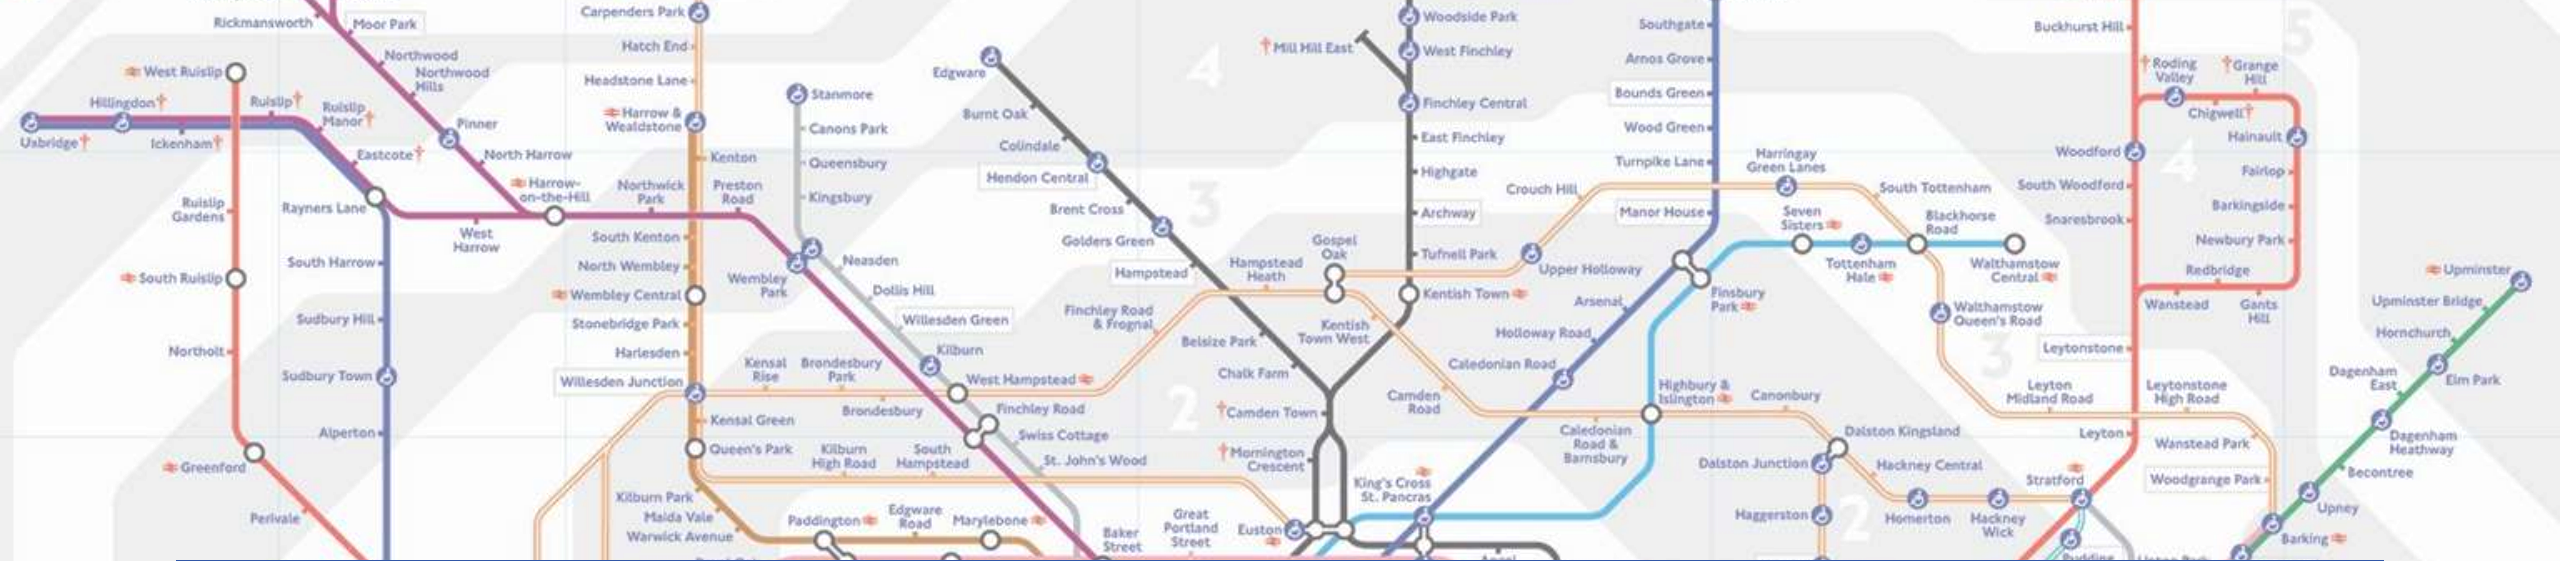 Rickmansworth
Moor Park
Carpenders Park
Woodside Park
Southgate
Buckhurst Hill
5
Hatch End
Mill Hill East†
West Finchley
Arnos Grove
Northwood
Northwood
Hills
West Ruislip
Headstone Lane
Edgware
4
†Roding
Valley
†Grange
Hill
Hillingdon†
Ruislip†
Ruislip
Manor†
Harrow &
Wealdstone
Stanmore
Burnt Oak
Finchley Central
Bounds Green
Chigwell†
Uxbridge†
Ickenham†
Pinner
Canons Park
Colindale
East Finchley
Wood Green
Hainault
Eastcote†
North Harrow
Kenton
Queensbury
Hendon Central
Highgate
Turnpike Lane
Harringay
Green Lanes
Woodford
4
Fairlop
Harrow-
on-the-Hill
Northwick
Park
Preston
Road
Kingsbury
Brent Cross
3
Crouch Hill
South Tottenham
South Woodford
Ruislip
Gardens
Rayners Lane
Archway
Manor House
Seven
Sisters
Blackhorse
Road
Snaresbrook
Barkingside
West
Harrow
South Kenton
Golders Green
Gospel
Oak
Tufnell Park
Newbury Park
South Harrow
North Wembley
Wembley
Park
Neasden
Hampstead
Hampstead
Heath
Upper Holloway
Tottenham
Hale
Walthamstow
Central
Redbridge
Upminster
South Ruislip
Wembley Central
Dollis Hill
Finchley Road
& Frognal
Kentish Town
Arsenal
Finsbury
Park
Walthamstow
Queen's Road
Wanstead
Gants
Hill
Upminster Bridge
Sudbury Hill
Stonebridge Park
Willesden Green
Kentish
Town West
Holloway Road
Hornchurch
Northolt
Harlesden
Kilburn
Belsize Park
3
Leytonstone
Sudbury Town
Willesden Junction
Kensal
Rise
Brondesbury
Park
West Hampstead
Chalk Farm
Caledonian Road
Dagenham
East
Elm Park
Brondesbury
2
Camden
Road
Highbury &
Islington
Canonbury
Leyton
Midland Road
Leytonstone
High Road
Alperton
Kensal Green
Finchley Road
†Camden Town
Caledonian
Road &
Barnsbury
Dalston Kingsland
Leyton
Wanstead Park
Dagenham
Heathway
Greenford
Queen's Park
Kilburn
High Road
South
Hampstead
Swiss Cottage
St. John's Wood
†Mornington
Crescent
Dalston Junction
Hackney Central
Becontree
Kilburn Park
King's Cross
St. Pancras
Stratford
Woodgrange Park
Perivale
Maida Vale
Warwick Avenue
Paddington
Edgware
Road
Marylebone
Great
Portland
Street
Baker
Street
Euston
Haggerston
2
Homerton
Hackney
Wick
Upney
Barking
Pudding